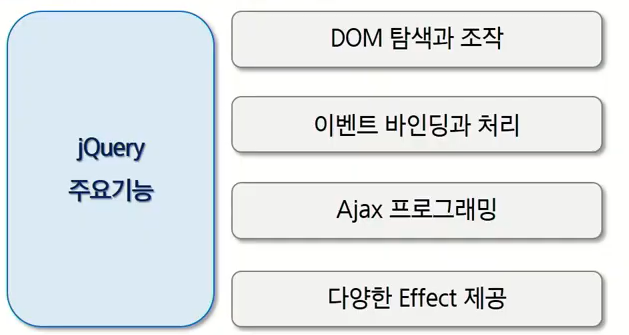 jQuery
주요기능
DOM 탐색과 조작
이벤트 바인딩과 처리
Ajax 프로그래밍
다양한 Effect 제공